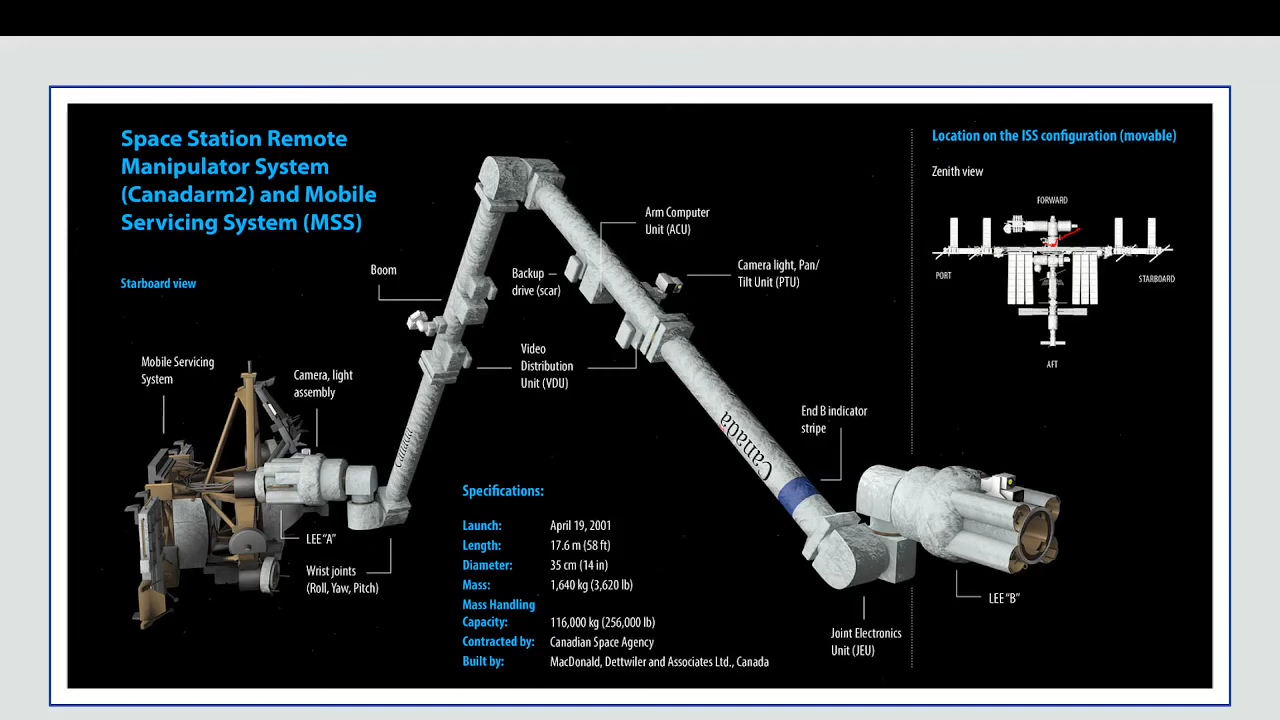 Space Station Remote
Manipulator System
(Canadarm2) and Mobile
Servicing System (MSS)
Starboard view
Mobile Servicing
System
Camera, light
assembly
Boom
Backup
drive (scar)
Arm Computer
Unit (ACU)
Camera light, Pan/
Tilt Unit (PTU)
Video
Distribution
Unit (VDU)
End B indicator
stripe
Canada
Canada
LEE “A”
Wrist joints
(Roll, Yaw, Pitch)
LEE “B”
Joint Electronics
Unit (JEU)
Specifications:
Launch: April 19, 2001
Length: 17.6 m (58 ft)
Diameter: 35 cm (14 in)
Mass: 1,640 kg (3,620 lb)
Mass Handling
Capacity: 116,000 kg (256,000 lb)
Contracted by: Canadian Space Agency
Built by: MacDonald, Dettwiler and Associates Ltd., Canada
Location on the ISS configuration (movable)
Zenith view
FORWARD
PORT
STARBOARD
AFT